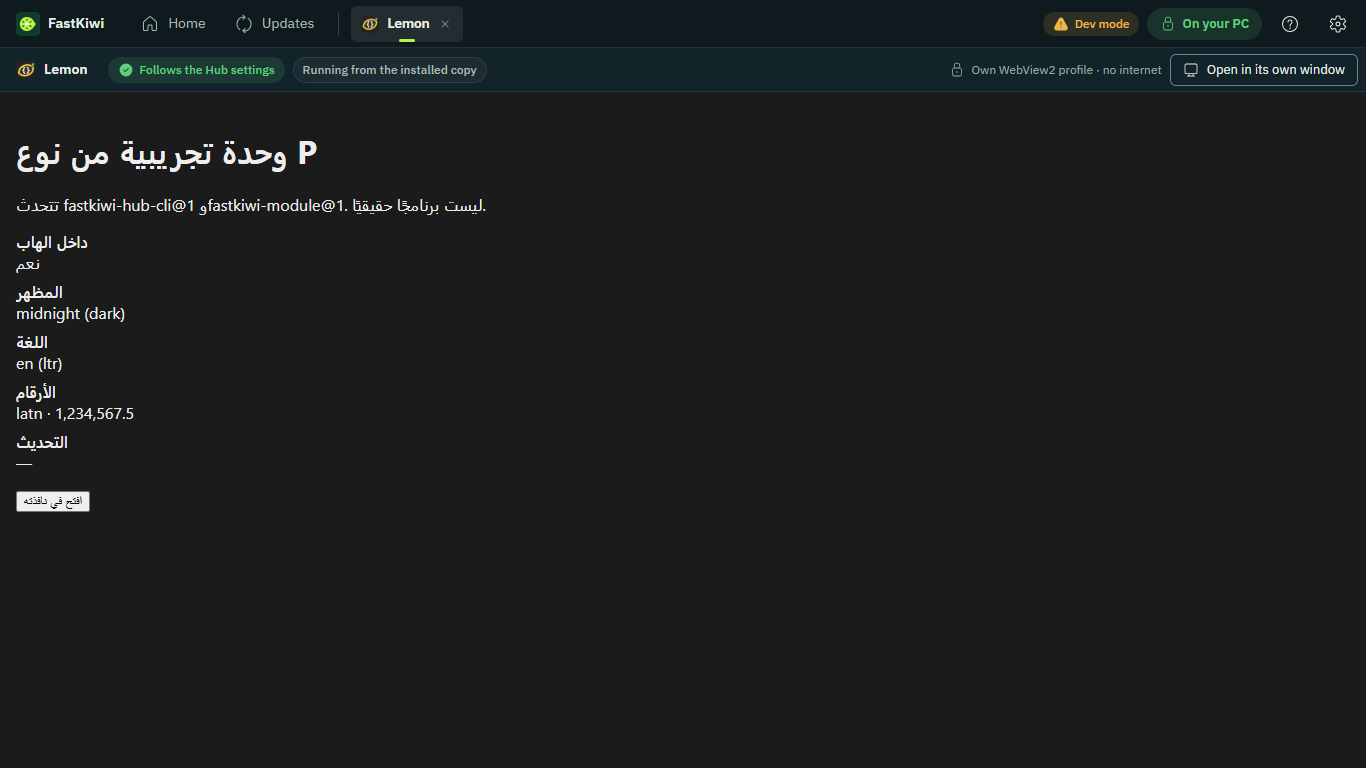 FastKiwi
Home
Updates
Lemon
Dev mode
On your PC
Lemon
Follows the Hub settings
Running from the installed copy
Own WebView2 profile · no internet
Open in its own window
وحدة تجريبية من نوع P
تتحدث fastkiwi-hub-cli@1 وfastkiwi-module@1. ليست برنامجًا حقيقيًا.
داخل الهاب
نعم
المظهر
midnight (dark)
اللغة
en (ltr)
الأرقام
latn · 1,234,567.5
التحديث
—
افتح في نافذته